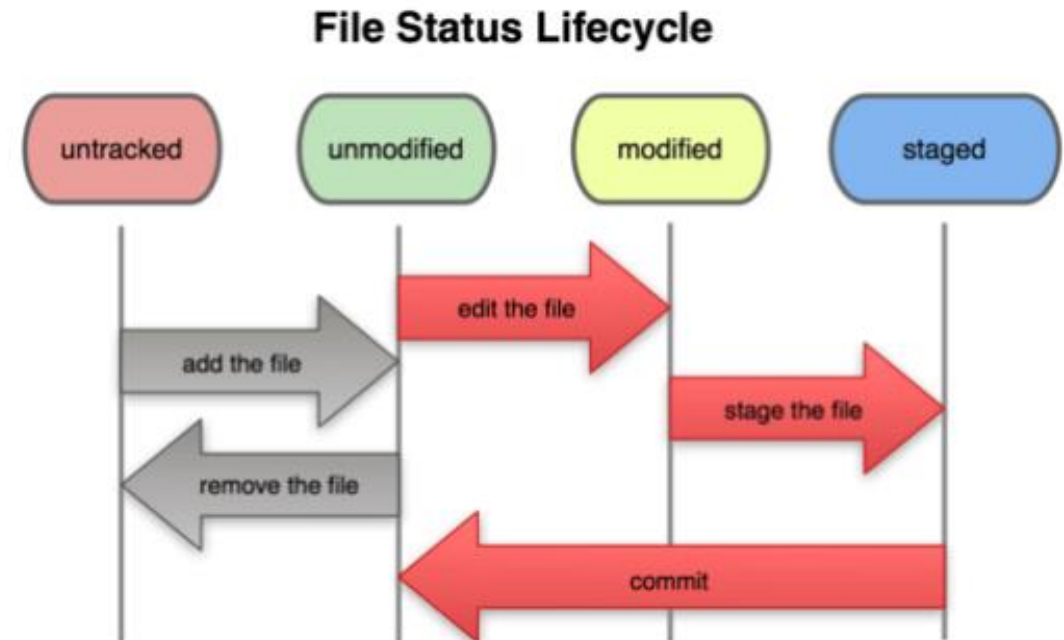 File Status Lifecycle
untracked
unmodified
modified
staged
edit the file
add the file
stage the file
remove the file
commit